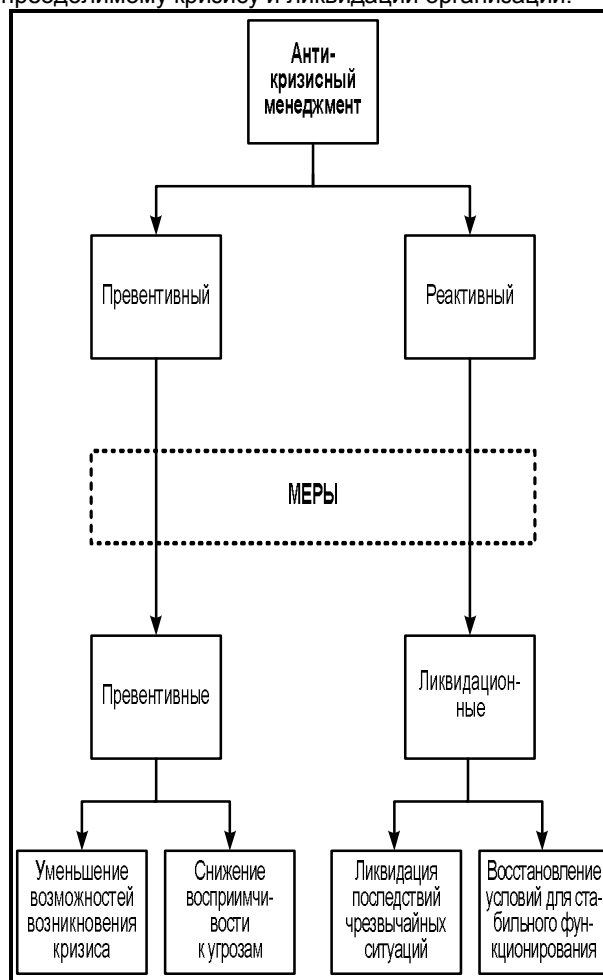 преодолимому кризису и ликвидации организации.
Анти-
кризисный
менеджмент
Превентивный
Реактивный
МЕРЫ
Превентивные
Ликвидацион-
ные
Уменьшение
возможностей
возникновения
кризиса
Снижение
восприимчи-
вости
к угрозам
Ликвидация
последствий
чрезвычайных
ситуаций
Восстановление
условий для ста-
бильного фун-
кционирования